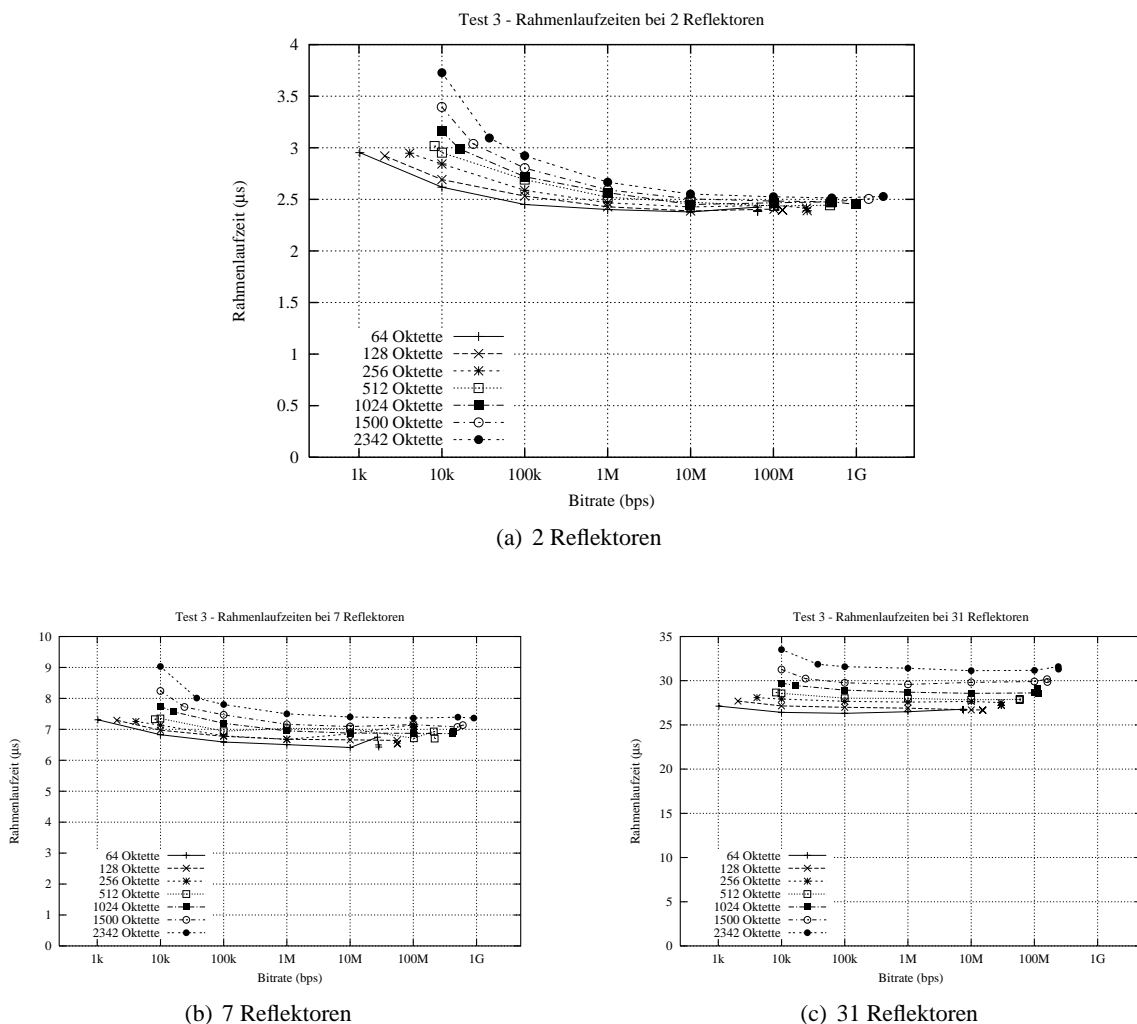 Test 3 - Rahmenlaufzeiten bei 2 Reflektoren
4
3.5
3
2.5
2
1.5
1
0.5
0
Rahmenlaufzeit (µs)
64 Oktette
128 Oktette
256 Oktette
512 Oktette
1024 Oktette
1500 Oktette
2342 Oktette
1k 10k 100k 1M 10M 100M 1G
Bitrate (bps)
(a) 2 Reflektoren
Test 3 - Rahmenlaufzeiten bei 7 Reflektoren
10
9
8
7
6
5
4
3
2
1
0
Rahmenlaufzeit (µs)
64 Oktette
128 Oktette
256 Oktette
512 Oktette
1024 Oktette
1500 Oktette
2342 Oktette
1k 10k 100k 1M 10M 100M 1G
Bitrate (bps)
(b) 7 Reflektoren
Test 3 - Rahmenlaufzeiten bei 31 Reflektoren
35
30
25
20
15
10
5
0
Rahmenlaufzeit (µs)
64 Oktette
128 Oktette
256 Oktette
512 Oktette
1024 Oktette
1500 Oktette
2342 Oktette
1k 10k 100k 1M 10M 100M 1G
Bitrate (bps)
(c) 31 Reflektoren